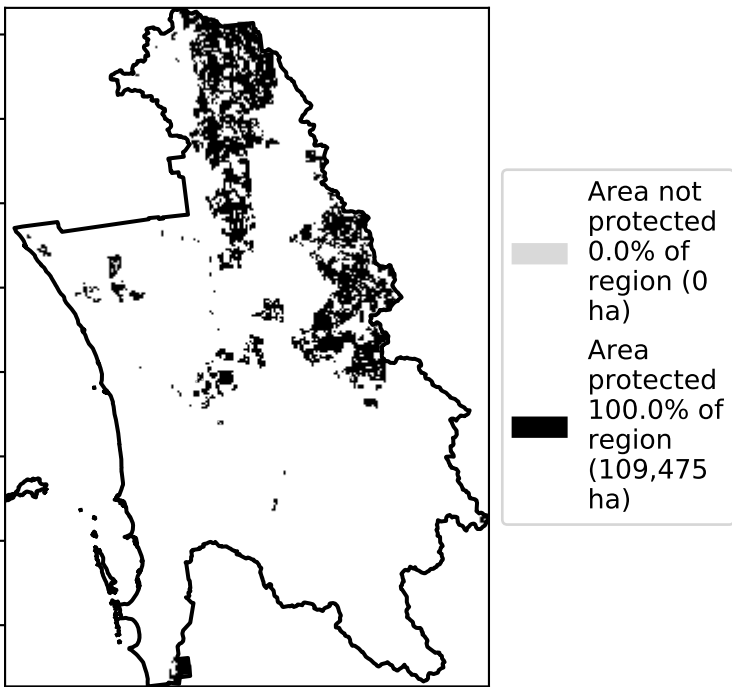 Area not
protected
0.0% of
region (0
ha)
Area
protected
100.0% of
region
(109,475
ha)